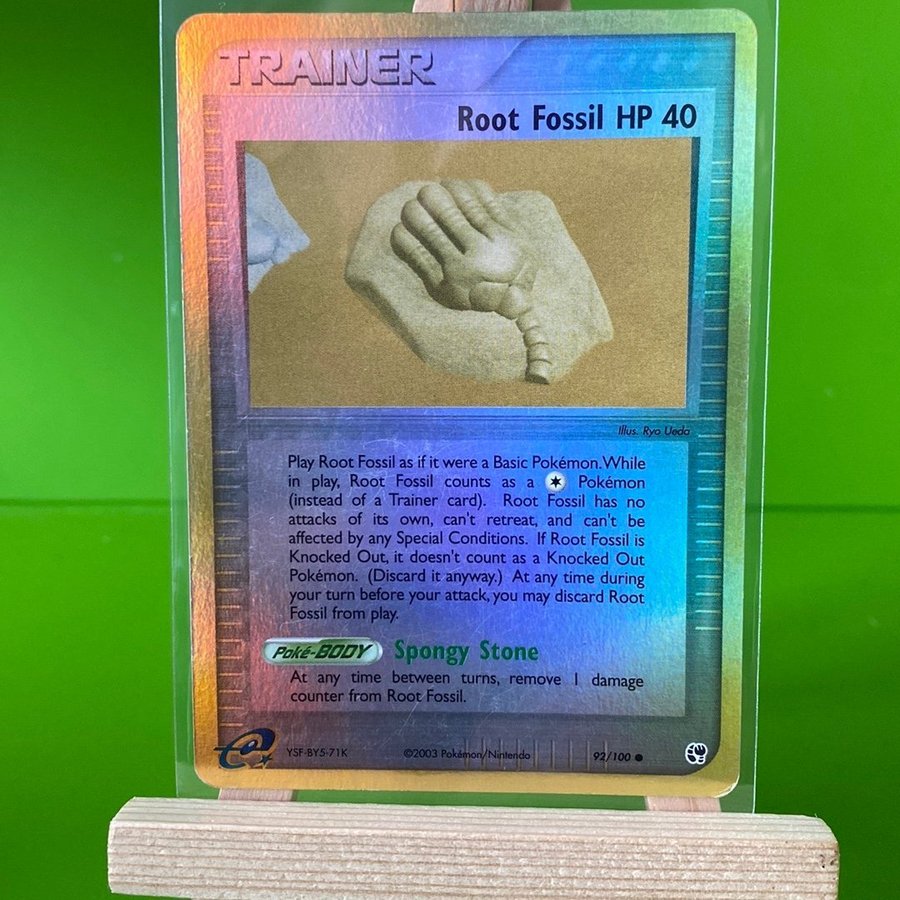 TRAINER
Root Fossil HP 40
Illus. Ryo Ueda
Play Root Fossil as if it were a Basic Pokémon. While
in play, Root Fossil counts as a Pokémon
(instead of a Trainer card). Root Fossil has no
attacks of its own, can't retreat, and can't be
affected by any Special Conditions. If Root Fossil is
Knocked Out, it doesn't count as a Knocked Out
Pokémon. (Discard it anyway.) At any time during
your turn before your attack, you may discard Root
Fossil from play.
Poké-BODY Spongy Stone
At any time between turns, remove 1 damage
counter from Root Fossil.
e YSF-BY5-71K ©2003 Pokémon/Nintendo 92/100 ●